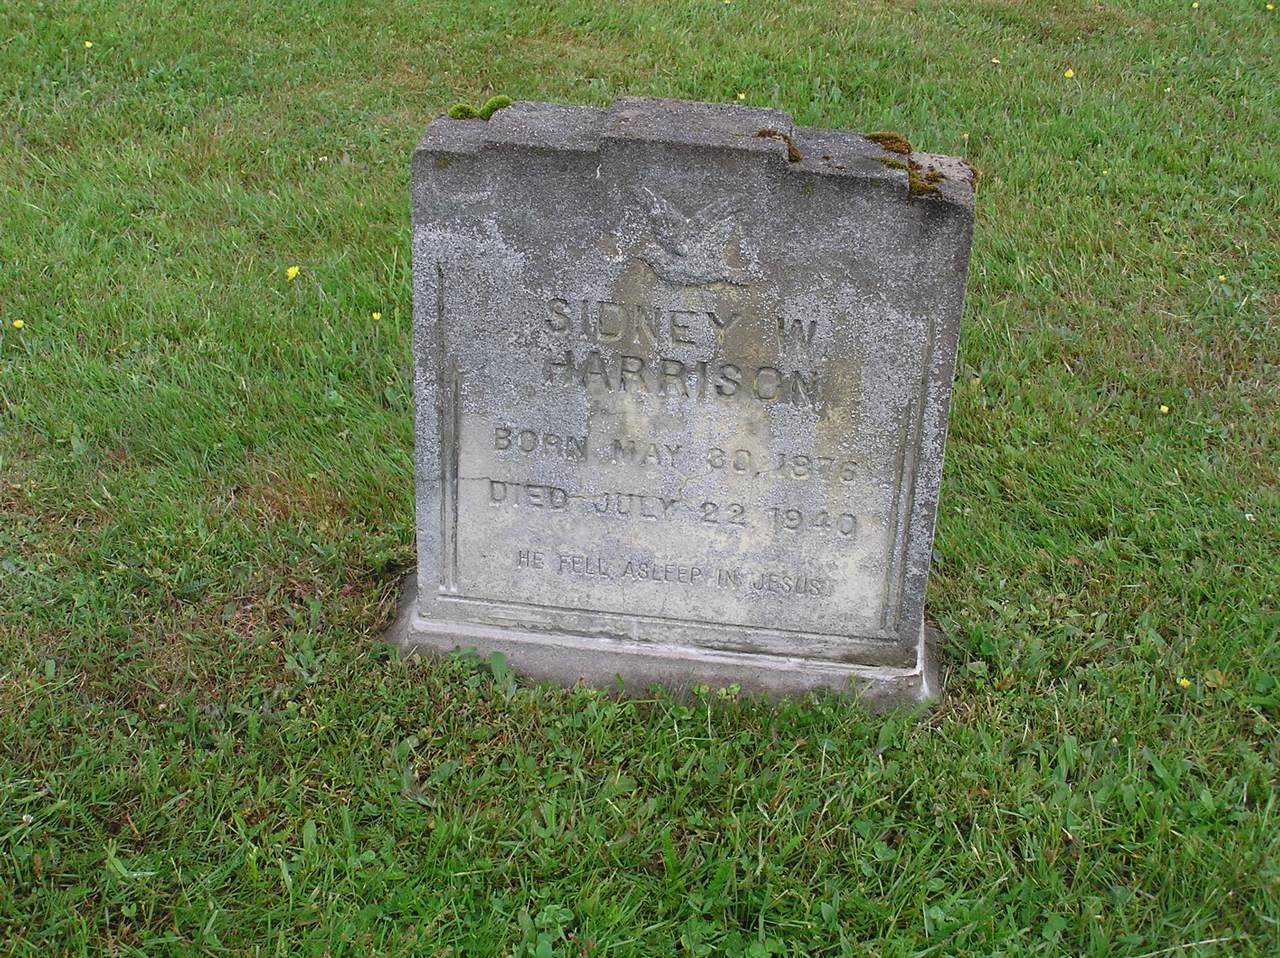 SIDNEY W
HARRISON
BORN MAY 30, 1876
DIED JULY 22 1940
HE FELL ASLEEP IN JESUS